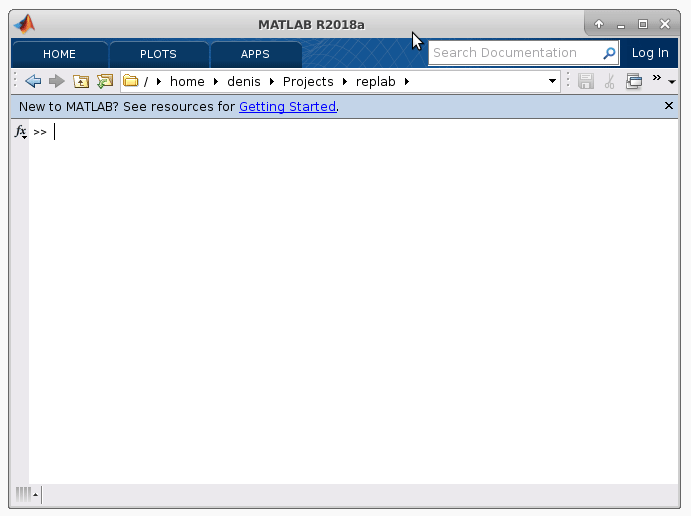 MATLAB R2018a
HOME PLOTS APPS Search Documentation Log In
/ home denis Projects replab
New to MATLAB? See resources for Getting Started.
fx >>